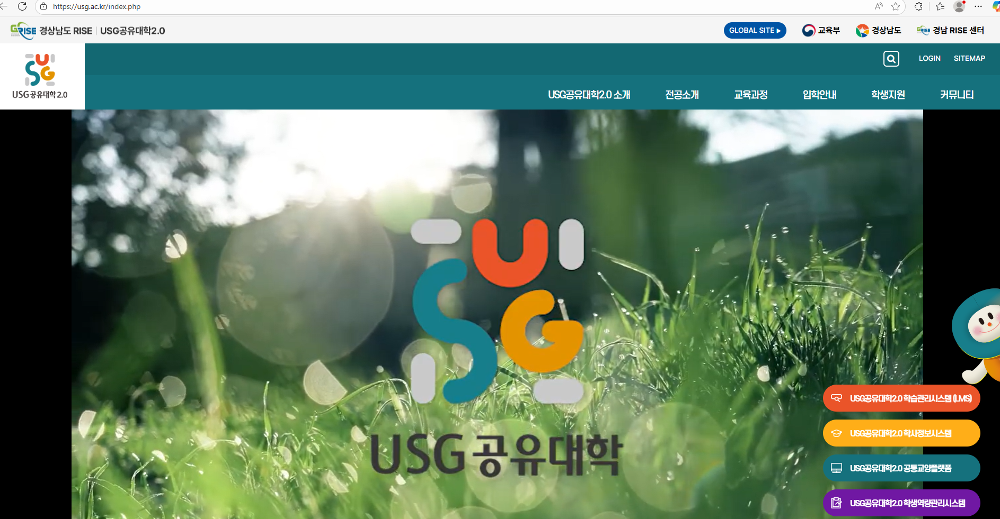 https://usg.ac.kr/index.php
GRISE 경상남도 RISE | USG공유대학2.0
GLOBAL SITE ▶
교육부
경상남도
GRISE 경남 RISE 센터
USG
USG공유대학2.0
LOGIN
SITEMAP
USG공유대학2.0 소개
전공소개
교육과정
입학안내
학생지원
커뮤니티
USG
USG공유대학
USG공유대학2.0 학습관리시스템 (LMS)
USG공유대학2.0 학사정보시스템
USG공유대학2.0 공통교양플랫폼
USG공유대학2.0 학생역량관리시스템